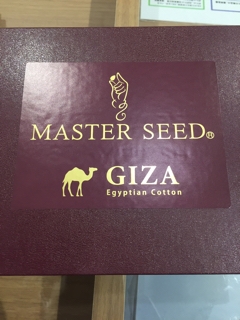 MASTER SEED®
GIZA
Egyptian Cotton